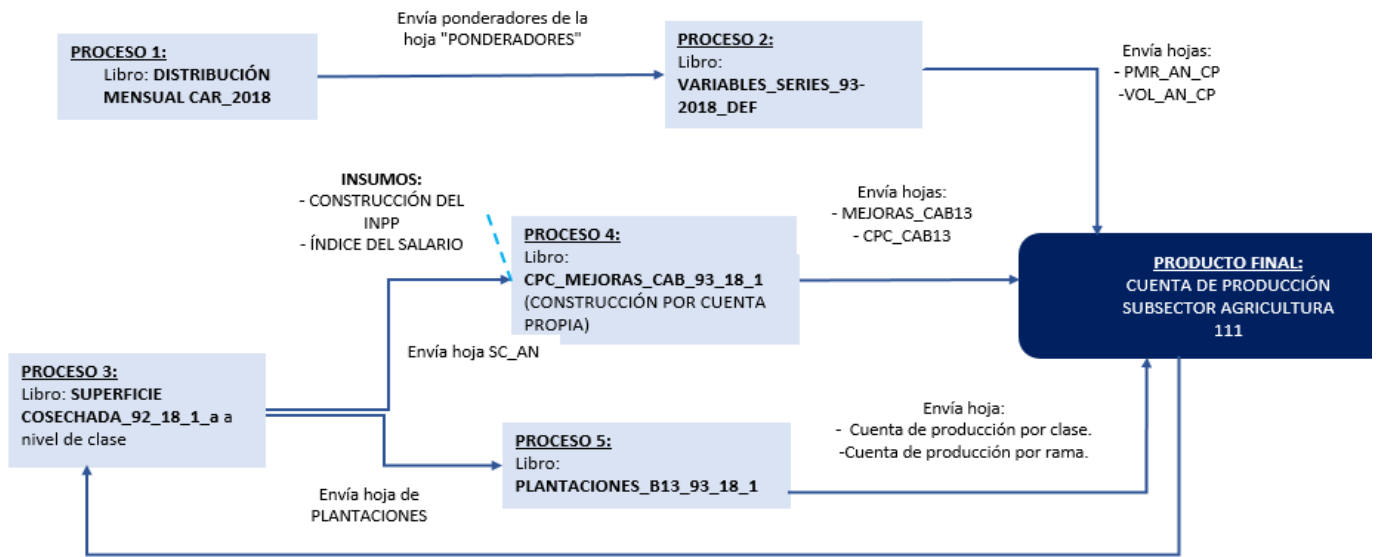 Envía ponderadores de la
hoja "PONDERADORES"
PROCESO 1:
Libro: DISTRIBUCIÓN
MENSUAL CAR_2018
PROCESO 2:
Libro:
VARIABLES_SERIES_93-
2018_DEF
Envía hojas:
- PMR_AN_CP
-VOL_AN_CP
INSUMOS:
- CONSTRUCCIÓN DEL
INPP
- ÍNDICE DEL SALARIO
PROCESO 4:
Libro:
CPC_MEJORAS_CAB_93_18_1
(CONSTRUCCIÓN POR CUENTA
PROPIA)
Envía hojas:
- MEJORAS_CAB13
- CPC_CAB13
PRODUCTO FINAL:
CUENTA DE PRODUCCIÓN
SUBSECTOR AGRICULTURA
111
Envía hoja SC_AN
PROCESO 3:
Libro: SUPERFICIE
COSECHADA_92_18_1_a a
nivel de clase
Envía hoja de
PLANTACIONES
PROCESO 5:
Libro:
PLANTACIONES_B13_93_18_1
Envía hoja:
- Cuenta de producción por clase.
-Cuenta de producción por rama.